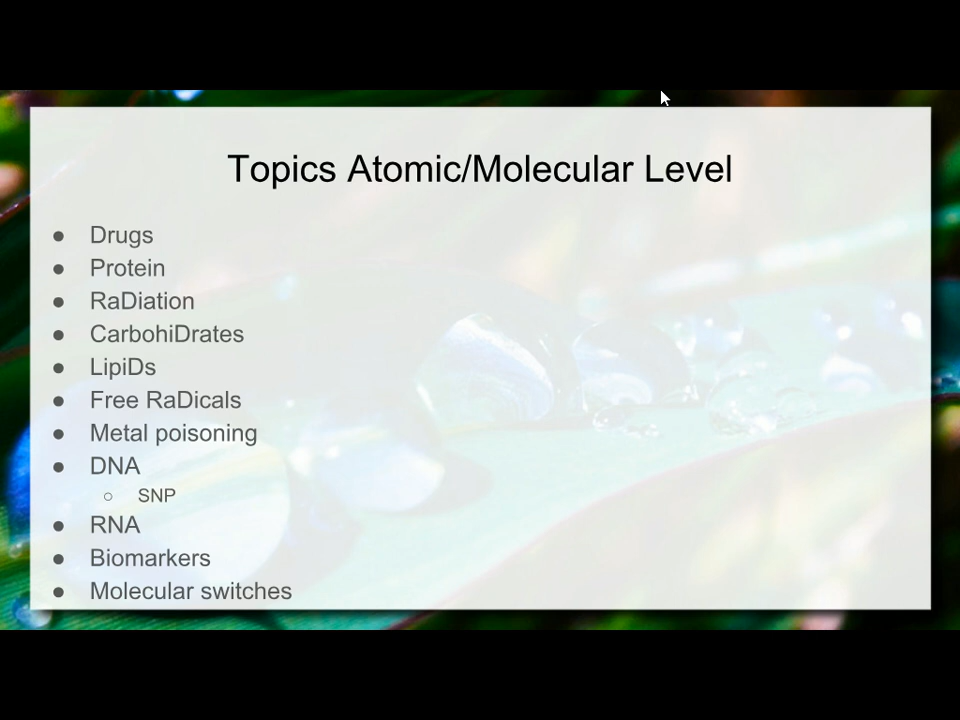 Topics Atomic/Molecular Level
● Drugs
● Protein
● RaDiation
● CarbohiDrates
● LipiDs
● Free RaDicals
● Metal poisoning
● DNA
○ SNP
● RNA
● Biomarkers
● Molecular switches